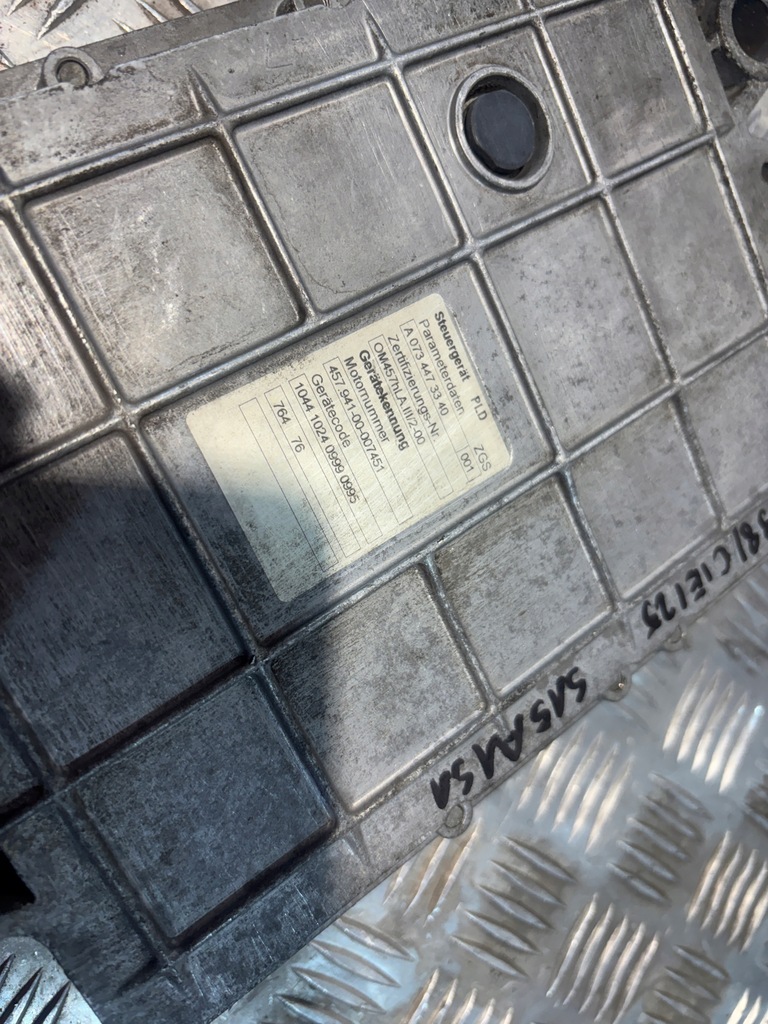 Steuergerät PLD
Parameterdaten ZGS
A 073 447 33 40 001
Zertifizierungs-Nr.
OM457hLA III/2-00
Gerätekennung
Motornummer
457.941-00-007451
Gerätecode
1044 1024 0999 0995
764 76